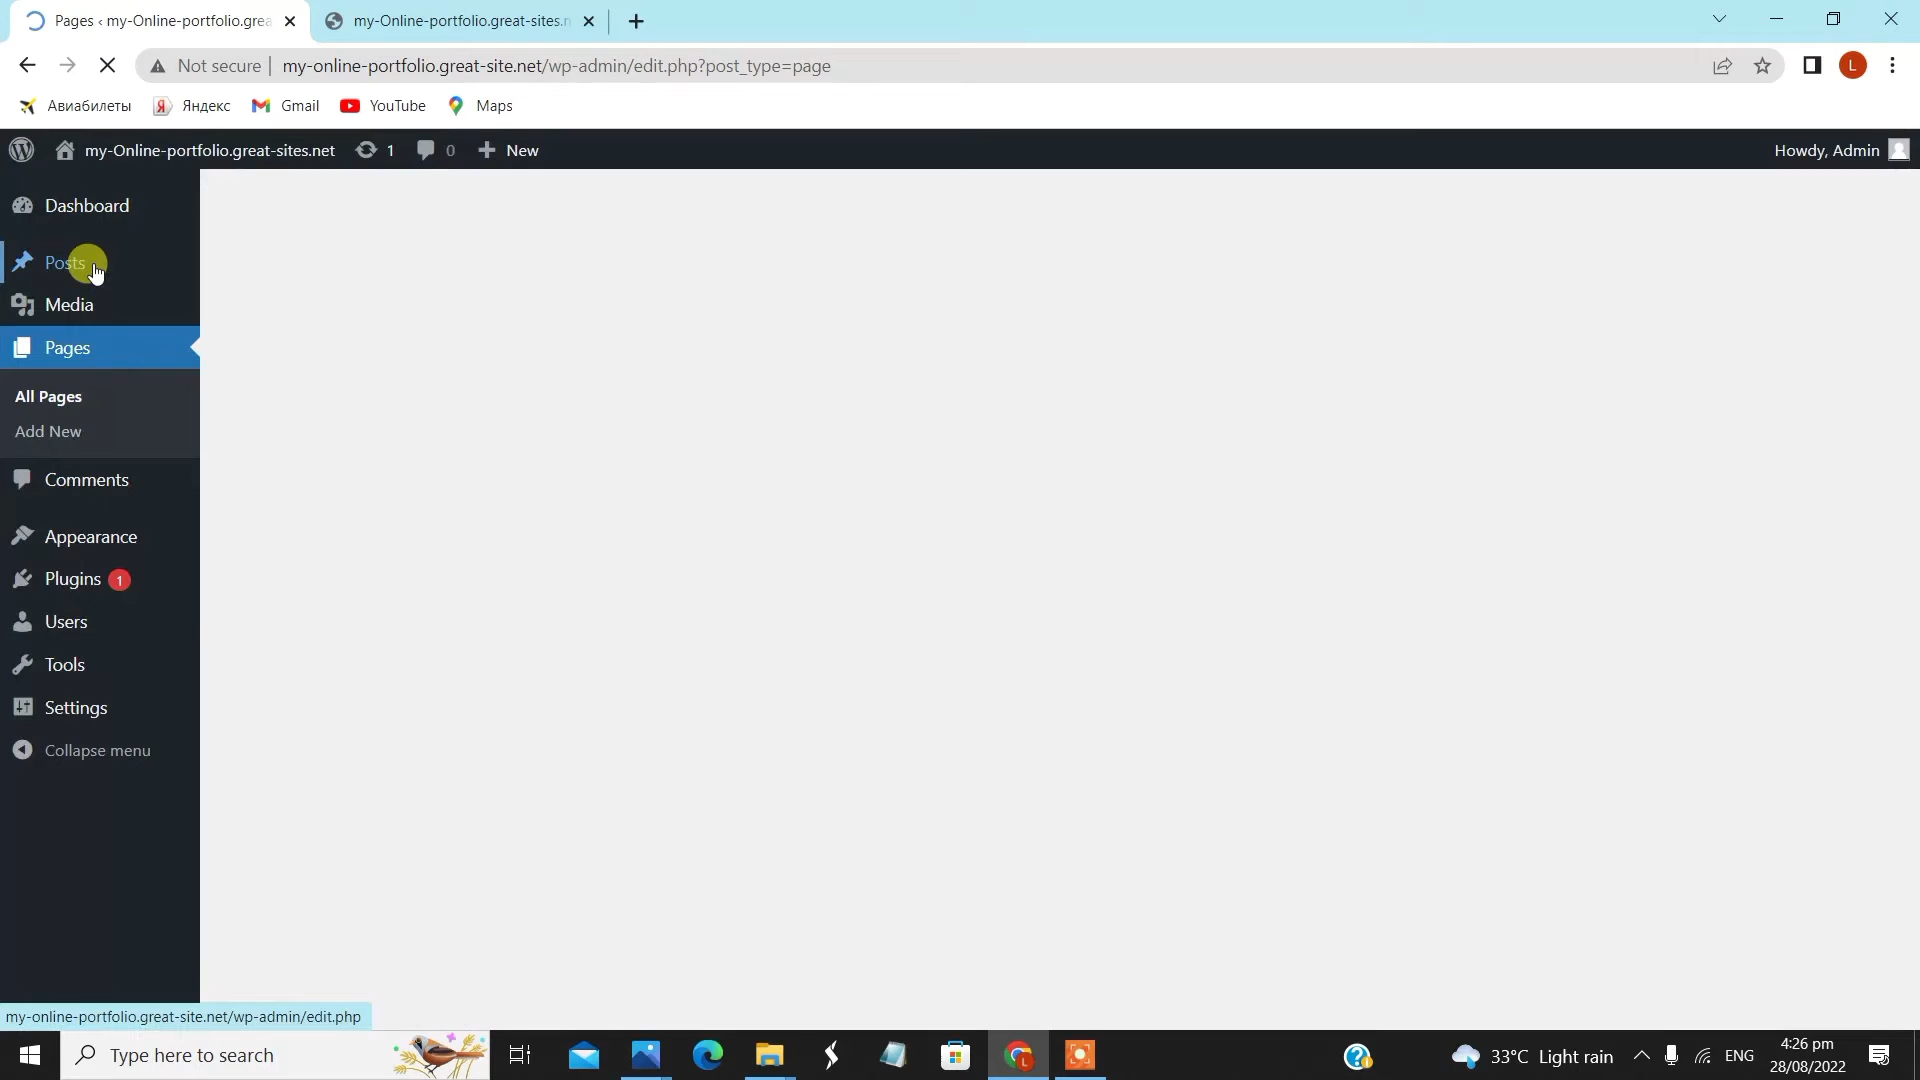 Pages ‹ my-Online-portfolio.grea
my-Online-portfolio.great-sites.n
Not secure
my-online-portfolio.great-site.net/wp-admin/edit.php?post_type=page
L
Авиабилеты
Яндекс
Gmail
YouTube
Maps
my-Online-portfolio.great-sites.net
1
0
New
Howdy, Admin
Dashboard
Posts
Media
Pages
All Pages
Add New
Comments
Appearance
Plugins 1
Users
Tools
Settings
Collapse menu
my-online-portfolio.great-site.net/wp-admin/edit.php
Type here to search
33°C Light rain
ENG
4:26 pm
28/08/2022